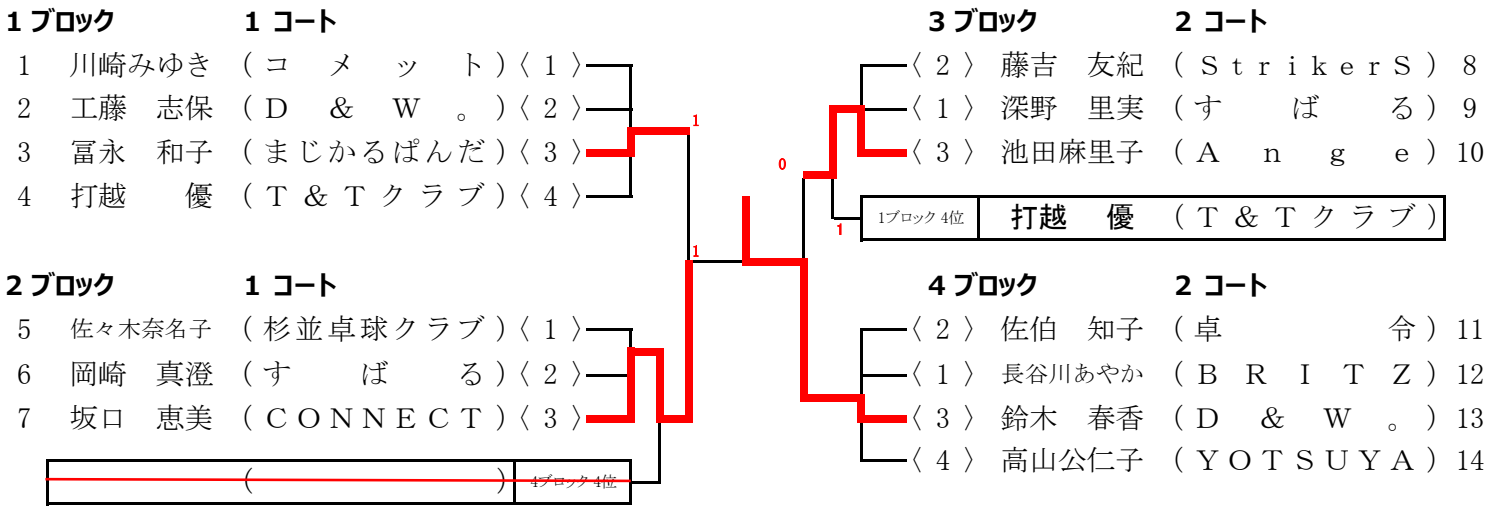 1 ブロック 1 コート
1 川崎みゆき (コメット) 〈 1 〉
2 工藤 志保 (D & W 。) 〈 2 〉
3 冨永 和子 (まじかるぱんだ) 〈 3 〉
4 打越 優 (T & T クラブ) 〈 4 〉
1
2 ブロック 1 コート
5 佐々木奈名子 (杉並卓球クラブ) 〈 1 〉
6 岡崎 真澄 (すばる) 〈 2 〉
7 坂口 恵美 (CONNECT) 〈 3 〉
( ) 4ブロック 4位
1
3 ブロック 2 コート
〈 2 〉 藤吉 友紀 (StrikerS) 8
〈 1 〉 深野 里実 (すばる) 9
〈 3 〉 池田麻里子 (Ange) 10
0
1ブロック 4位 打越 優 (T & T クラブ)
1
4 ブロック 2 コート
〈 2 〉 佐伯 知子 (卓令) 11
〈 1 〉 長谷川あやか (BRITZ) 12
〈 3 〉 鈴木 春香 (D & W 。) 13
〈 4 〉 高山公仁子 (YOTSUYA) 14